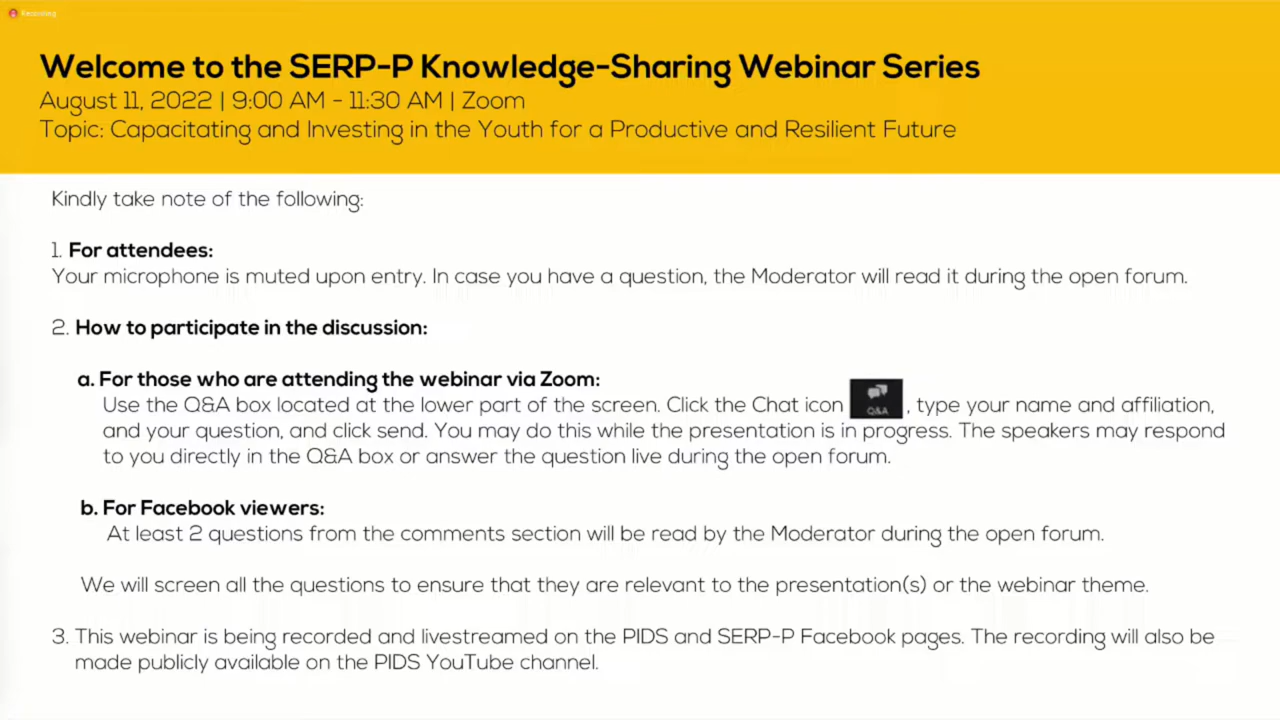 Recording
Welcome to the SERP-P Knowledge-Sharing Webinar Series
August 11, 2022 | 9:00 AM - 11:30 AM | Zoom
Topic: Capacitating and Investing in the Youth for a Productive and Resilient Future
Kindly take note of the following:
1. For attendees:
Your microphone is muted upon entry. In case you have a question, the Moderator will read it during the open forum.
2. How to participate in the discussion:
a. For those who are attending the webinar via Zoom:
Use the Q&A box located at the lower part of the screen. Click the Chat icon Q&A , type your name and affiliation,
and your question, and click send. You may do this while the presentation is in progress. The speakers may respond
to you directly in the Q&A box or answer the question live during the open forum.
b. For Facebook viewers:
At least 2 questions from the comments section will be read by the Moderator during the open forum.
We will screen all the questions to ensure that they are relevant to the presentation(s) or the webinar theme.
3. This webinar is being recorded and livestreamed on the PIDS and SERP-P Facebook pages. The recording will also be
made publicly available on the PIDS YouTube channel.